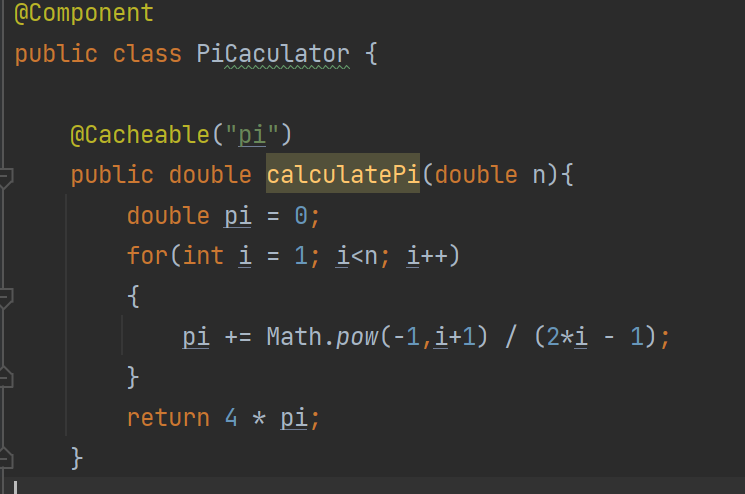 @Component
public class PiCaculator {
@Cacheable("pi")
public double calculatePi(double n){
double pi = 0;
for(int i = 1; i<n; i++)
{
pi += Math.pow(-1,i+1) / (2*i - 1);
}
return 4 * pi;
}